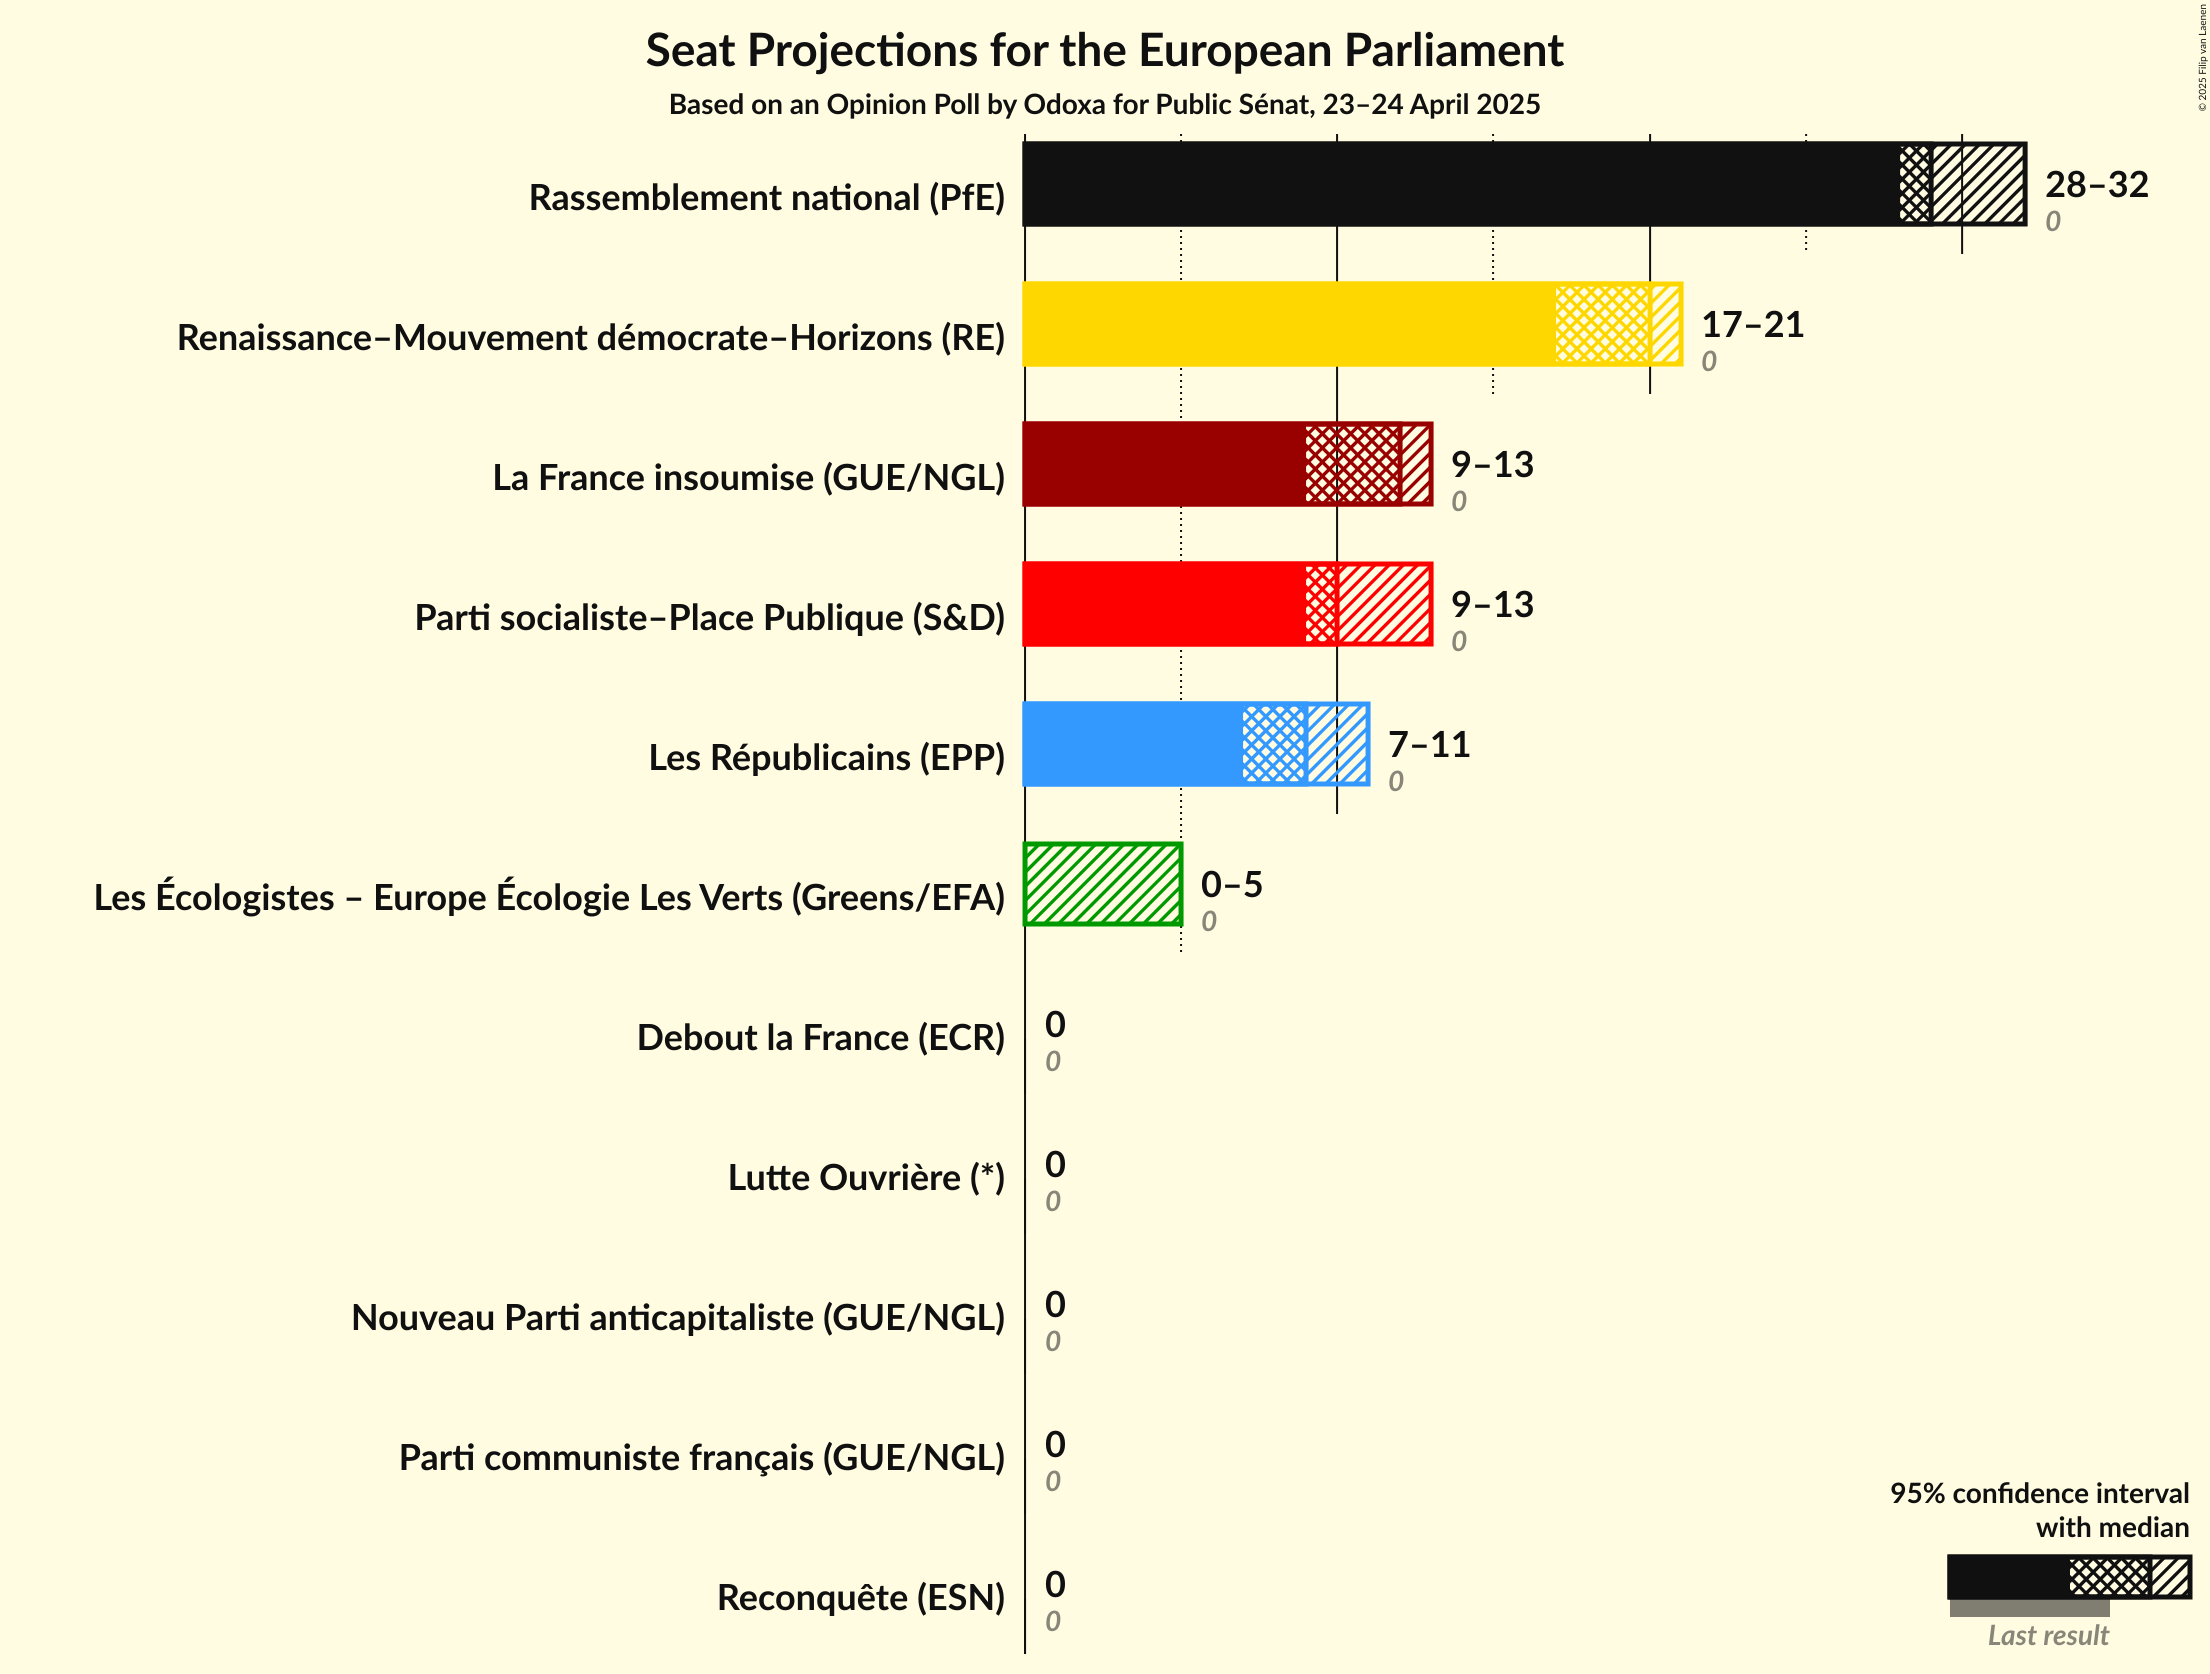 Seat Projections for the European Parliament
Based on an Opinion Poll by Odoxa for Public Sénat, 23–24 April 2025
© 2025 Filip van Laenen
Rassemblement national (PfE)
28–32
0
Renaissance–Mouvement démocrate–Horizons (RE)
17–21
0
La France insoumise (GUE/NGL)
9–13
0
Parti socialiste–Place Publique (S&D)
9–13
0
Les Républicains (EPP)
7–11
0
Les Écologistes – Europe Écologie Les Verts (Greens/EFA)
0–5
0
Debout la France (ECR)
0
0
Lutte Ouvrière (*)
0
0
Nouveau Parti anticapitaliste (GUE/NGL)
0
0
Parti communiste français (GUE/NGL)
0
0
Reconquête (ESN)
0
0
95% confidence interval
with median
Last result